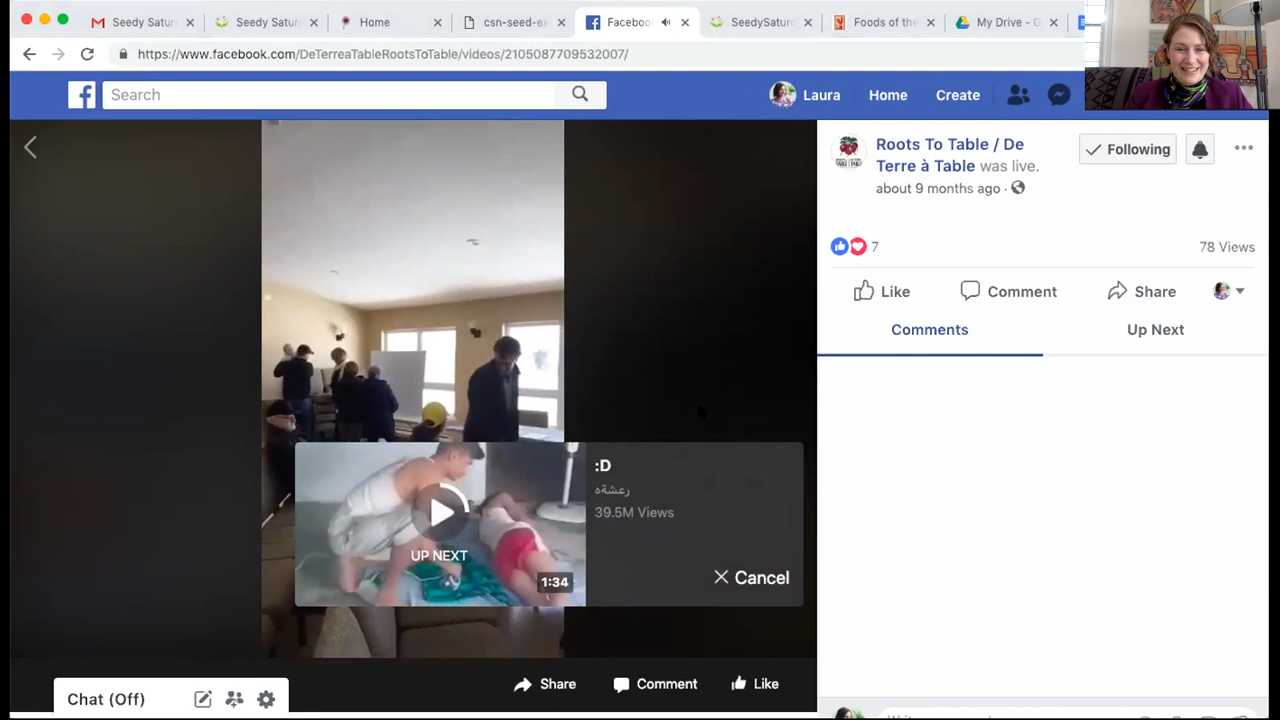 Seedy Satur
Seedy Satur
Home
csn-seed-ex
Facebo
SeedySatur
Foods of the
My Drive - G
https://www.facebook.com/DeTerreaTableRootsToTable/videos/2105087709532007/
Search
Laura
Home
Create
Roots To Table / De
Terre à Table was live.
about 9 months ago ·
Following
7
78 Views
Like
Comment
Share
Comments
Up Next
:D
رعشةه
39.5M Views
UP NEXT
1:34
Cancel
Share
Comment
Like
Chat (Off)